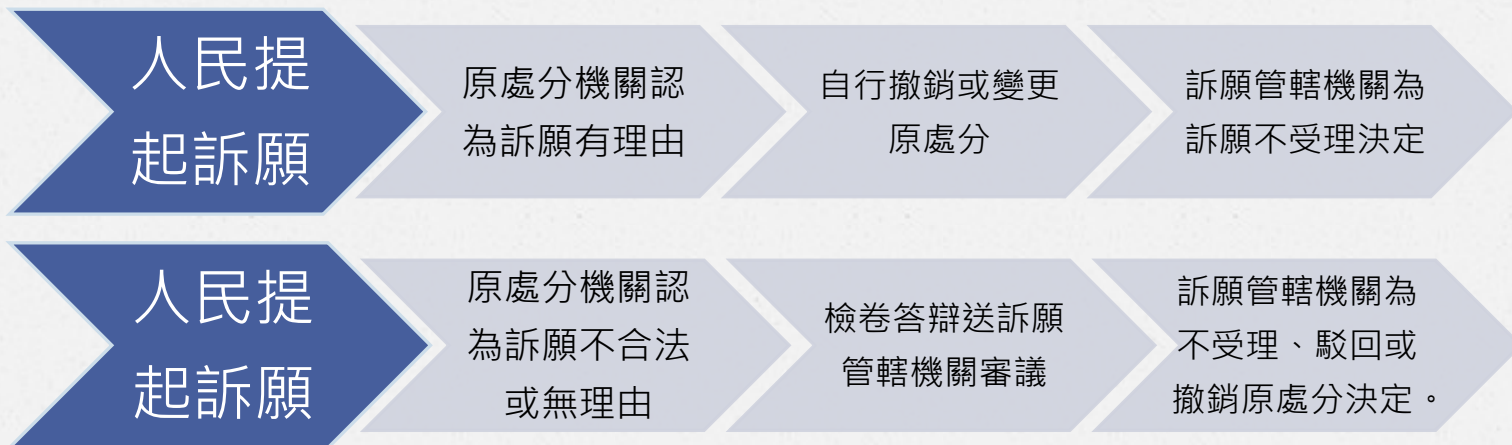 人民提
起訴願
原處分機關認
為訴願有理由
自行撤銷或變更
原處分
訴願管轄機關為
訴願不受理決定
人民提
起訴願
原處分機關認
為訴願不合法
或無理由
檢卷答辯送訴願
管轄機關審議
訴願管轄機關為
不受理、駁回或
撤銷原處分決定。